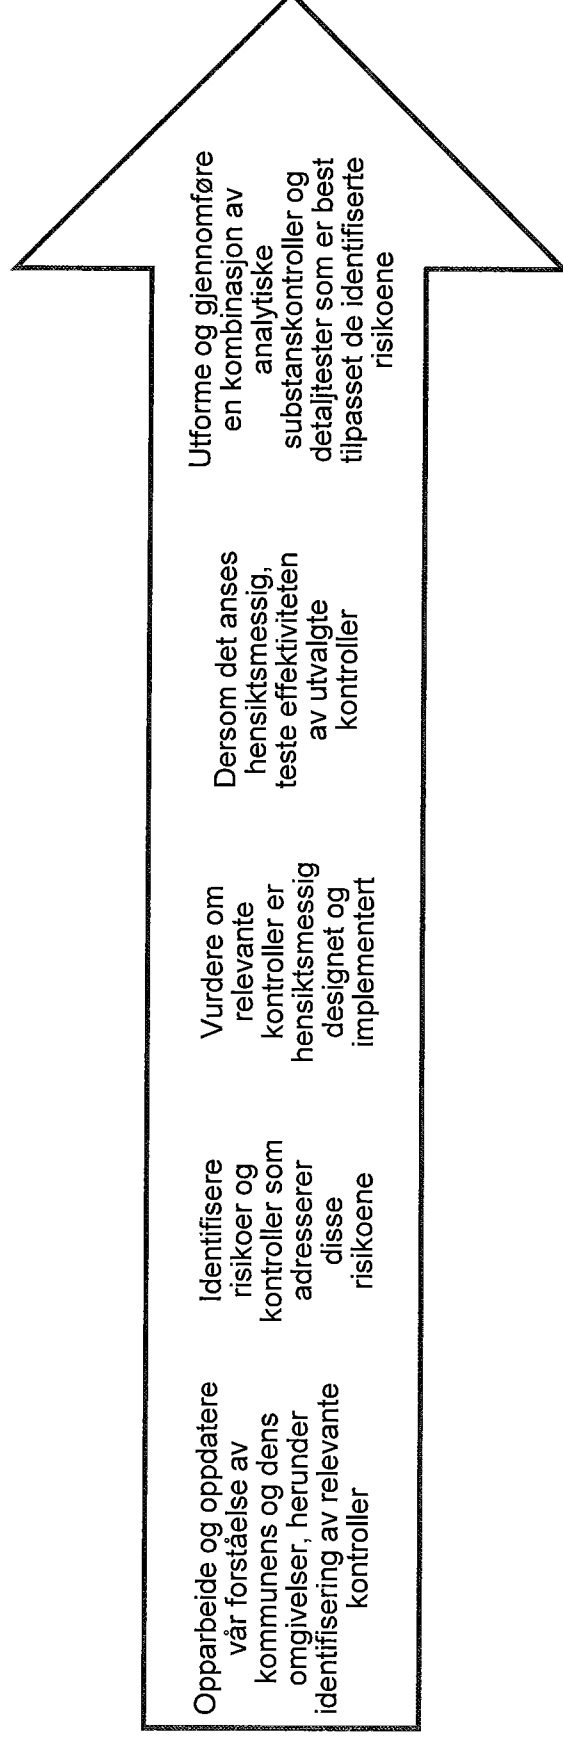 Opparbeide og oppdatere
vår forståelse av
kommunens og dens
omgivelser, herunder
identifisering av relevante
kontroller
Identifisere
risikoer og
kontroller som
adresserer
disse
risikoene
Vurdere om
relevante
kontroller er
hensiktsmessig
designet og
implementert
Dersom det anses
hensiktsmessig,
teste effektiviteten
av utvalgte
kontroller
Utforme og gjennomføre
en kombinasjon av
analytiske
substanskontroller og
detaljtester som er best
tilpasset de identifiserte
risikoene